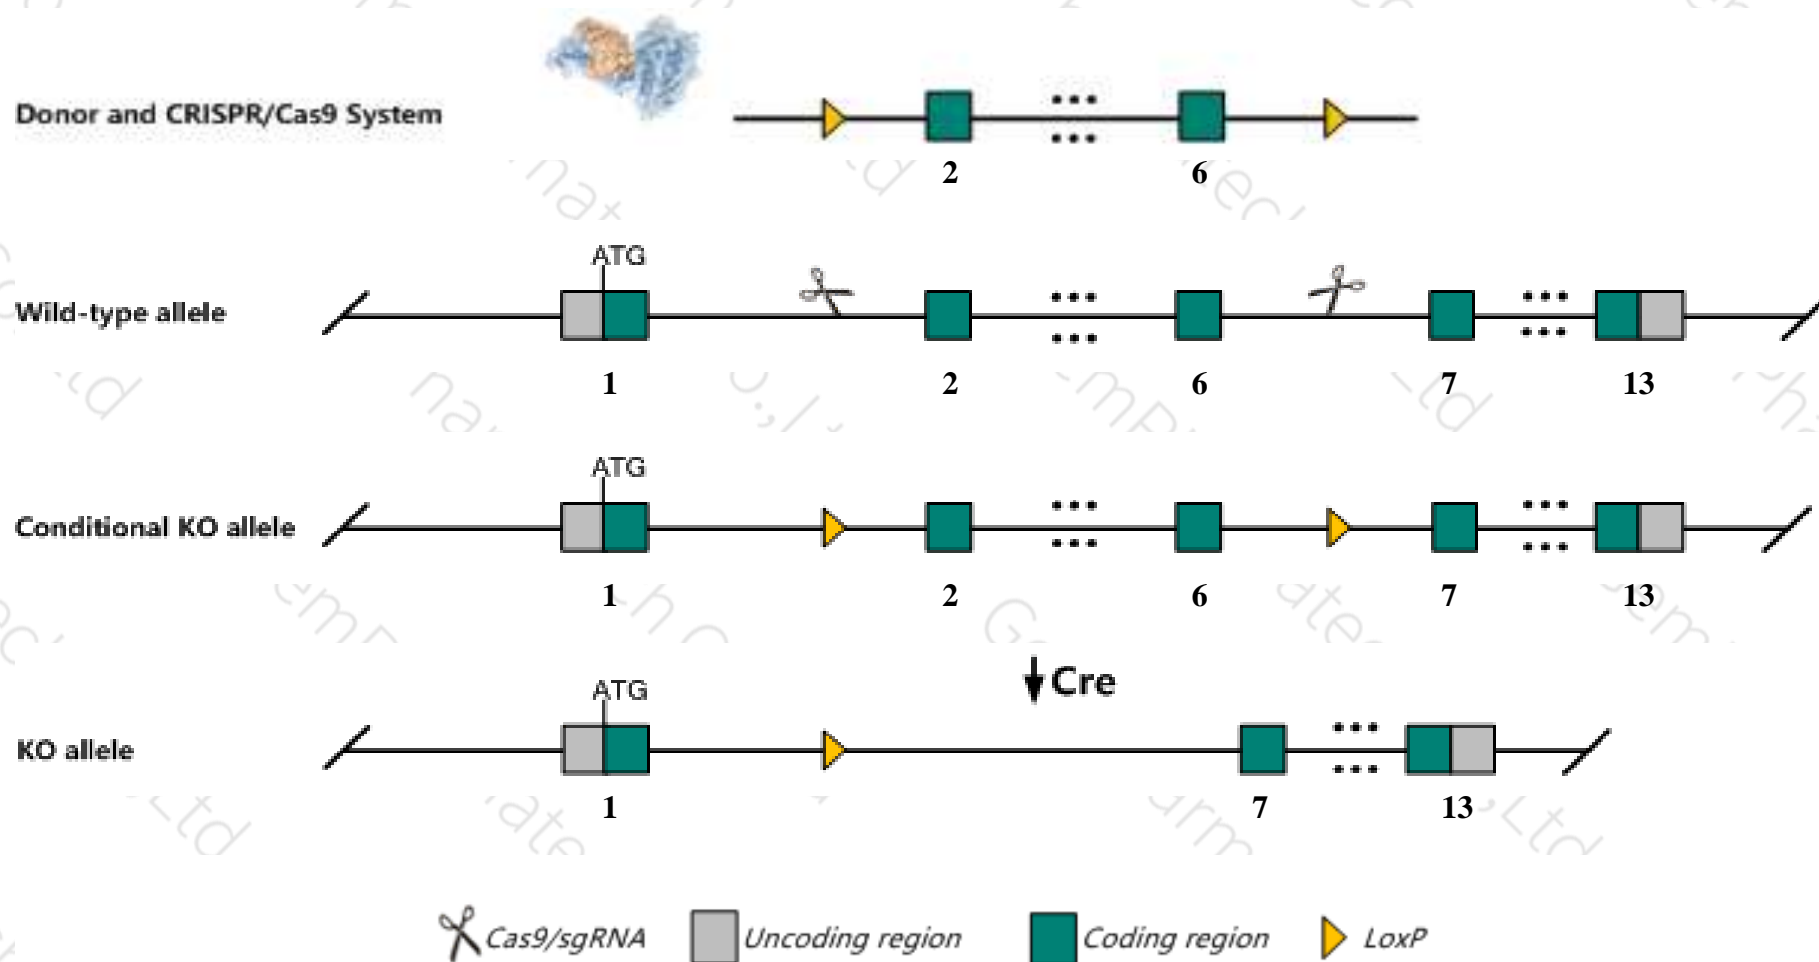 Donor and CRISPR/Cas9 System
2 6
ATG
Wild-type allele
1 2 6 7 13
ATG
Conditional KO allele
1 2 6 7 13
Cre
ATG
KO allele
1 7 13
Cas9/sgRNA Uncoding region Coding region LoxP